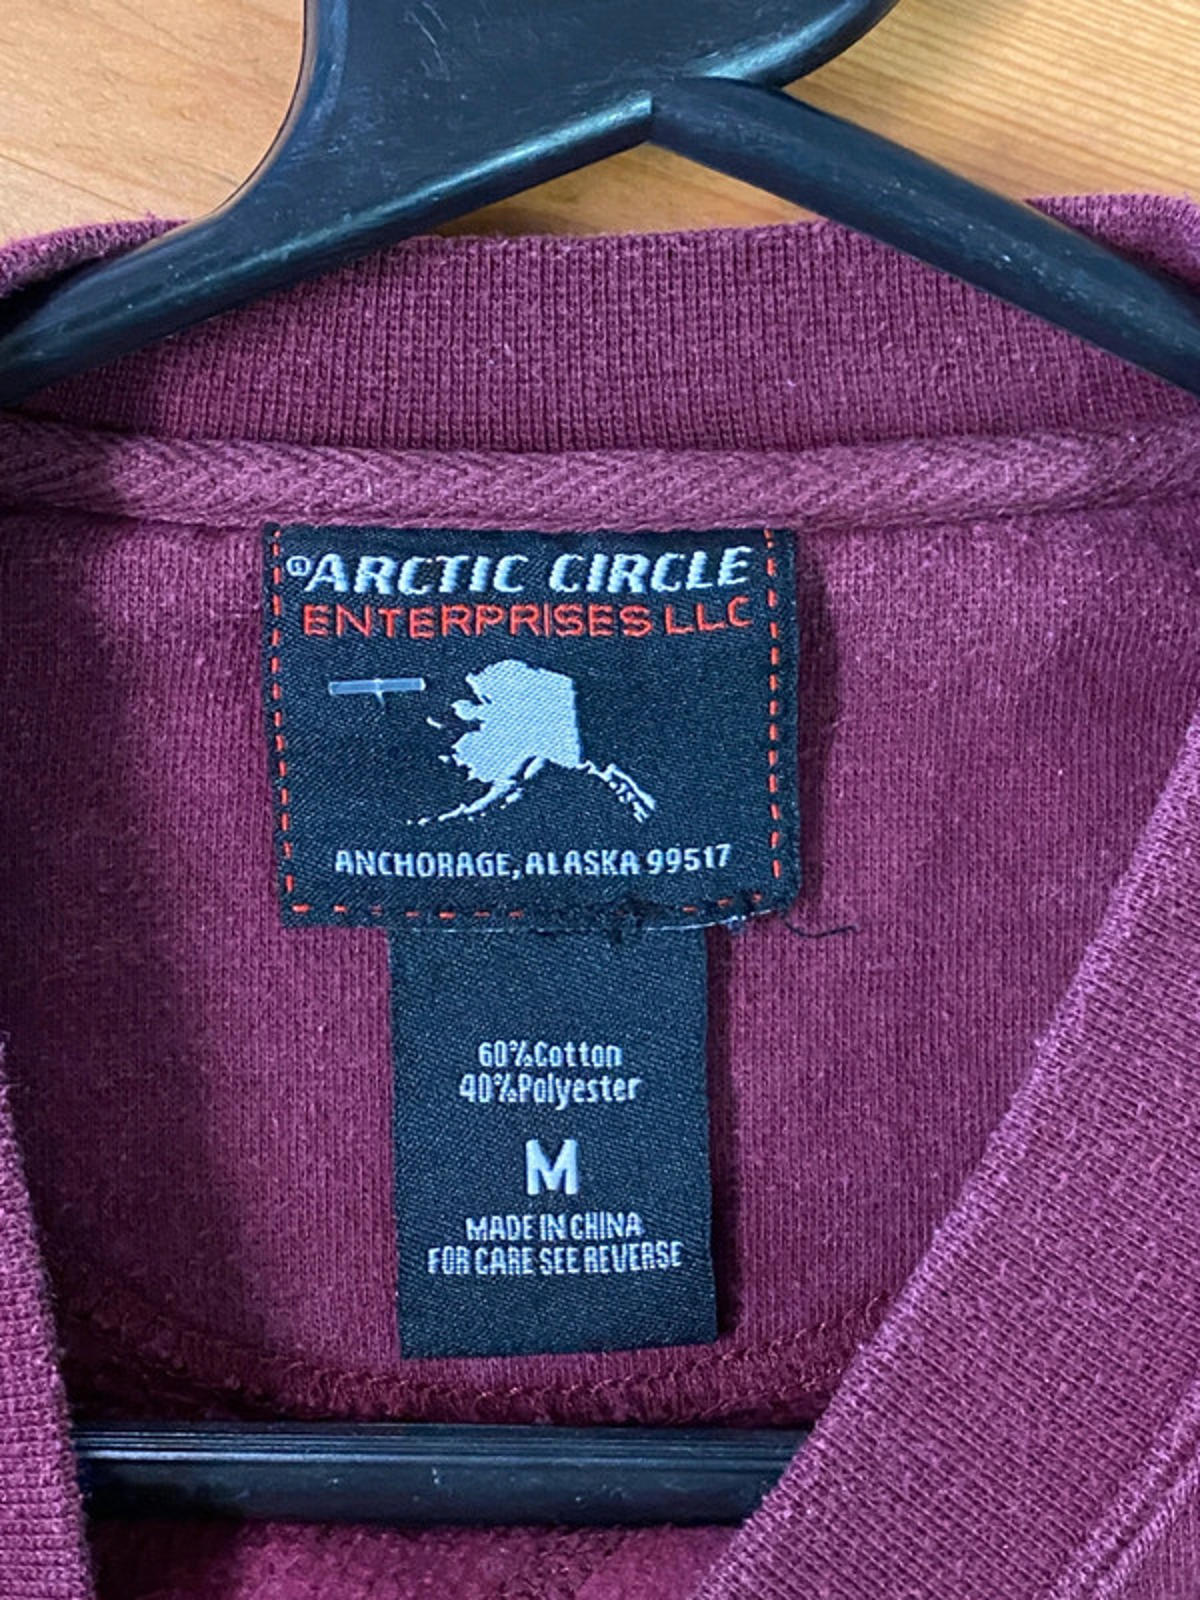 ®ARCTIC CIRCLE
ENTERPRISES LLC
ANCHORAGE, ALASKA 99517
60%Cotton
40%Polyester
M
MADE IN CHINA
FOR CARE SEE REVERSE